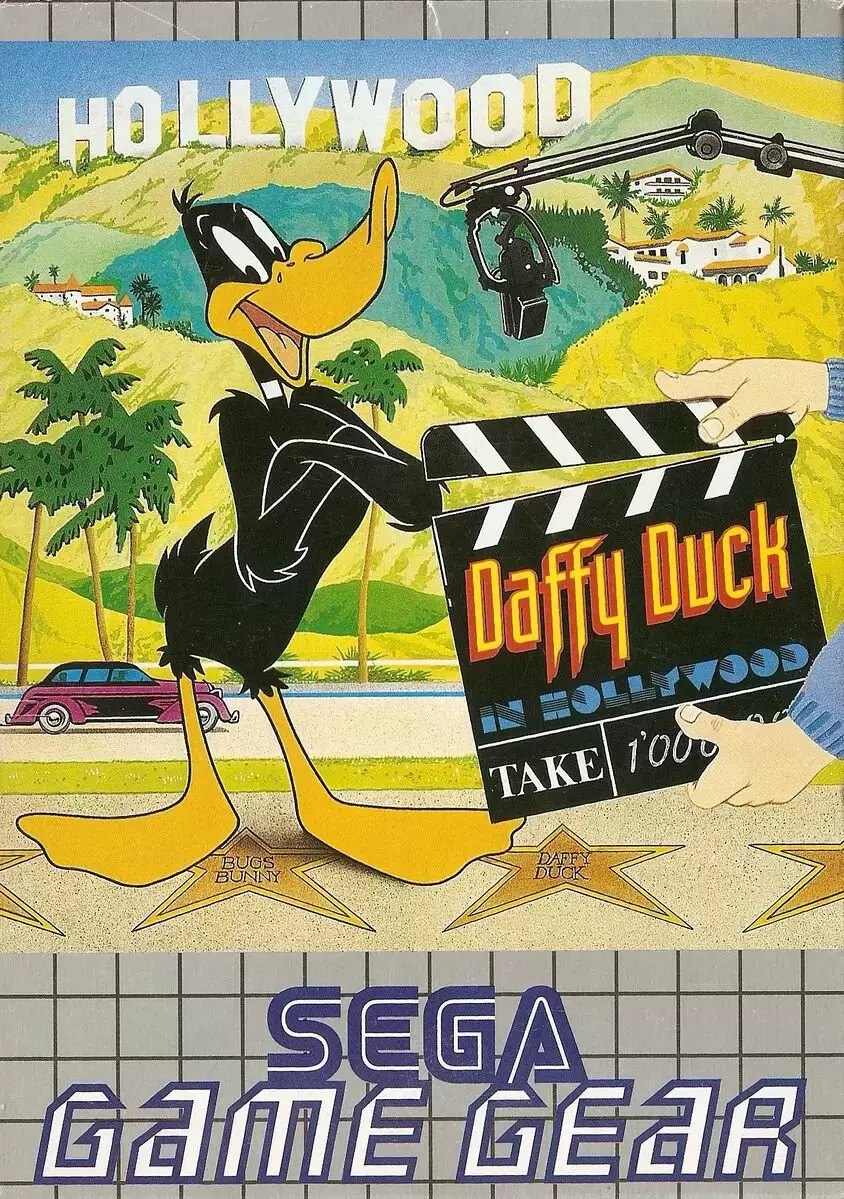 HOLLYWOOD
Daffy Duck
IN HOLLYWOOD
TAKE
BUGS
BUNNY
DAFFY
DUCK
SEGA
GAME GEAR